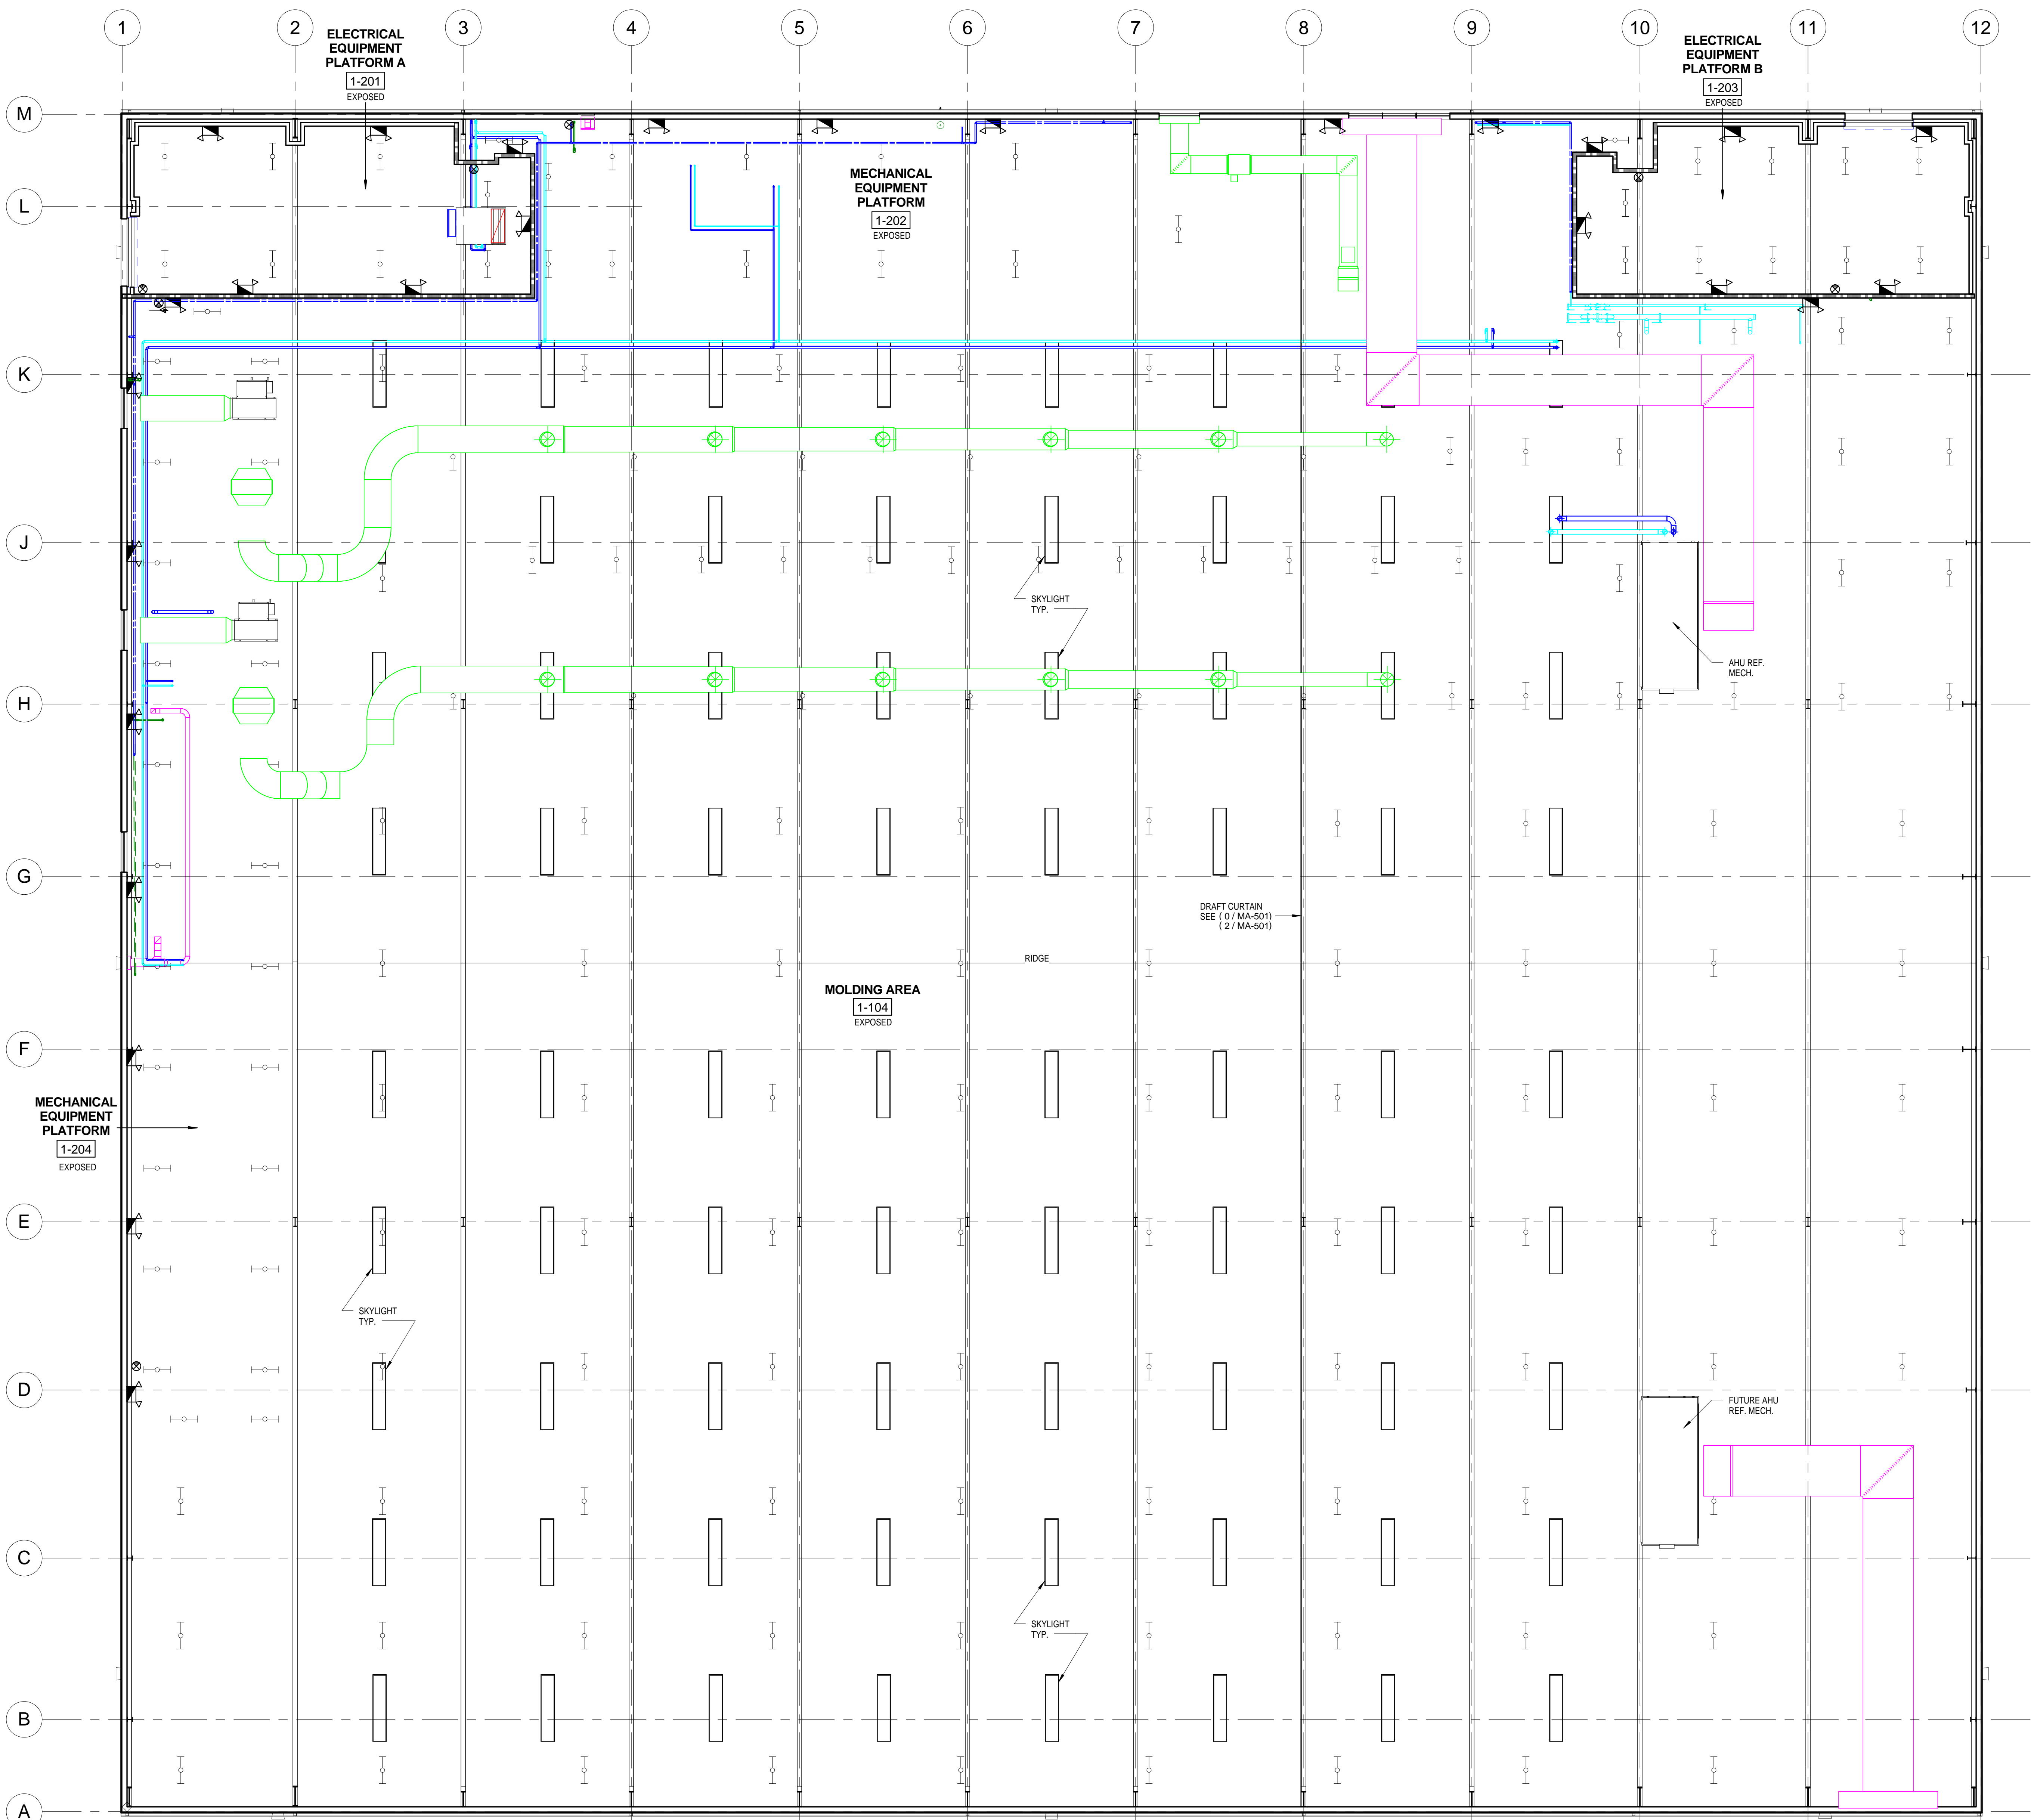 1 2 3 4 5 6 7 8 9 10 11 12
ELECTRICAL
EQUIPMENT
PLATFORM A
1-201
EXPOSED
ELECTRICAL
EQUIPMENT
PLATFORM B
1-203
EXPOSED
M
MECHANICAL
EQUIPMENT
PLATFORM
1-202
EXPOSED
L
K
J
SKYLIGHT
TYP.
AHU REF.
MECH.
H
G
DRAFT CURTAIN
SEE ( 0 / MA-501)
( 2 / MA-501)
RIDGE
MOLDING AREA
1-104
EXPOSED
F
MECHANICAL
EQUIPMENT
PLATFORM
1-204
EXPOSED
E
SKYLIGHT
TYP.
D
FUTURE AHU
REF. MECH.
C
SKYLIGHT
TYP.
B
A